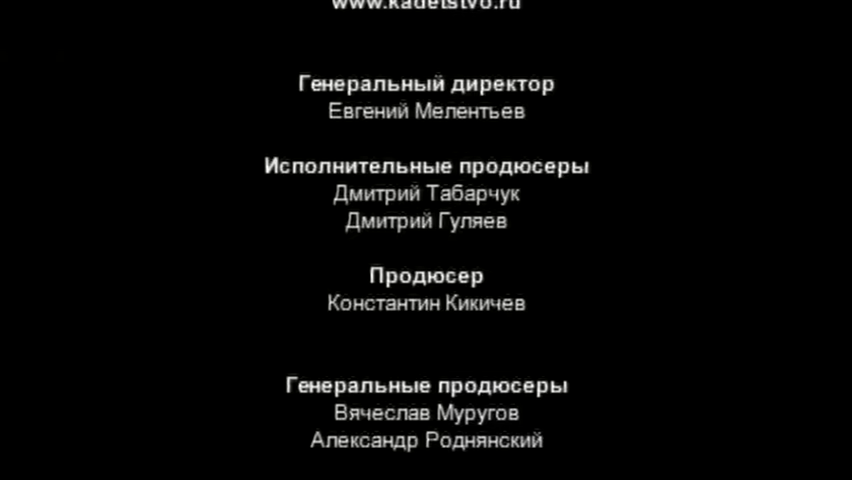 www.kadetstvo.ru
Генеральный директор
Евгений Мелентьев
Исполнительные продюсеры
Дмитрий Табарчук
Дмитрий Гуляев
Продюсер
Константин Кикичев
Генеральные продюсеры
Вячеслав Муругов
Александр Роднянский